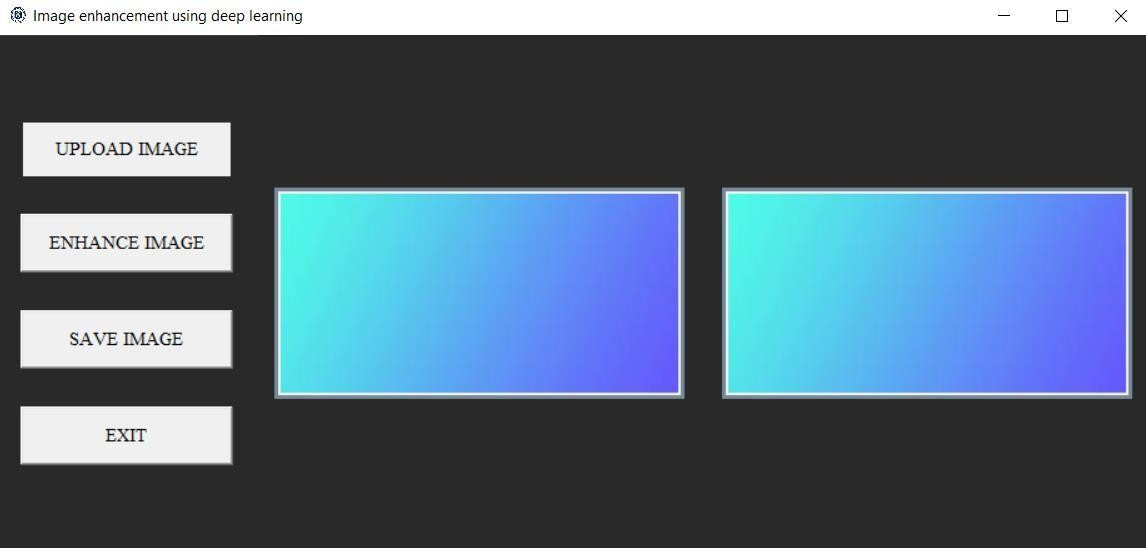 Image enhancement using deep learning
UPLOAD IMAGE
ENHANCE IMAGE
SAVE IMAGE
EXIT